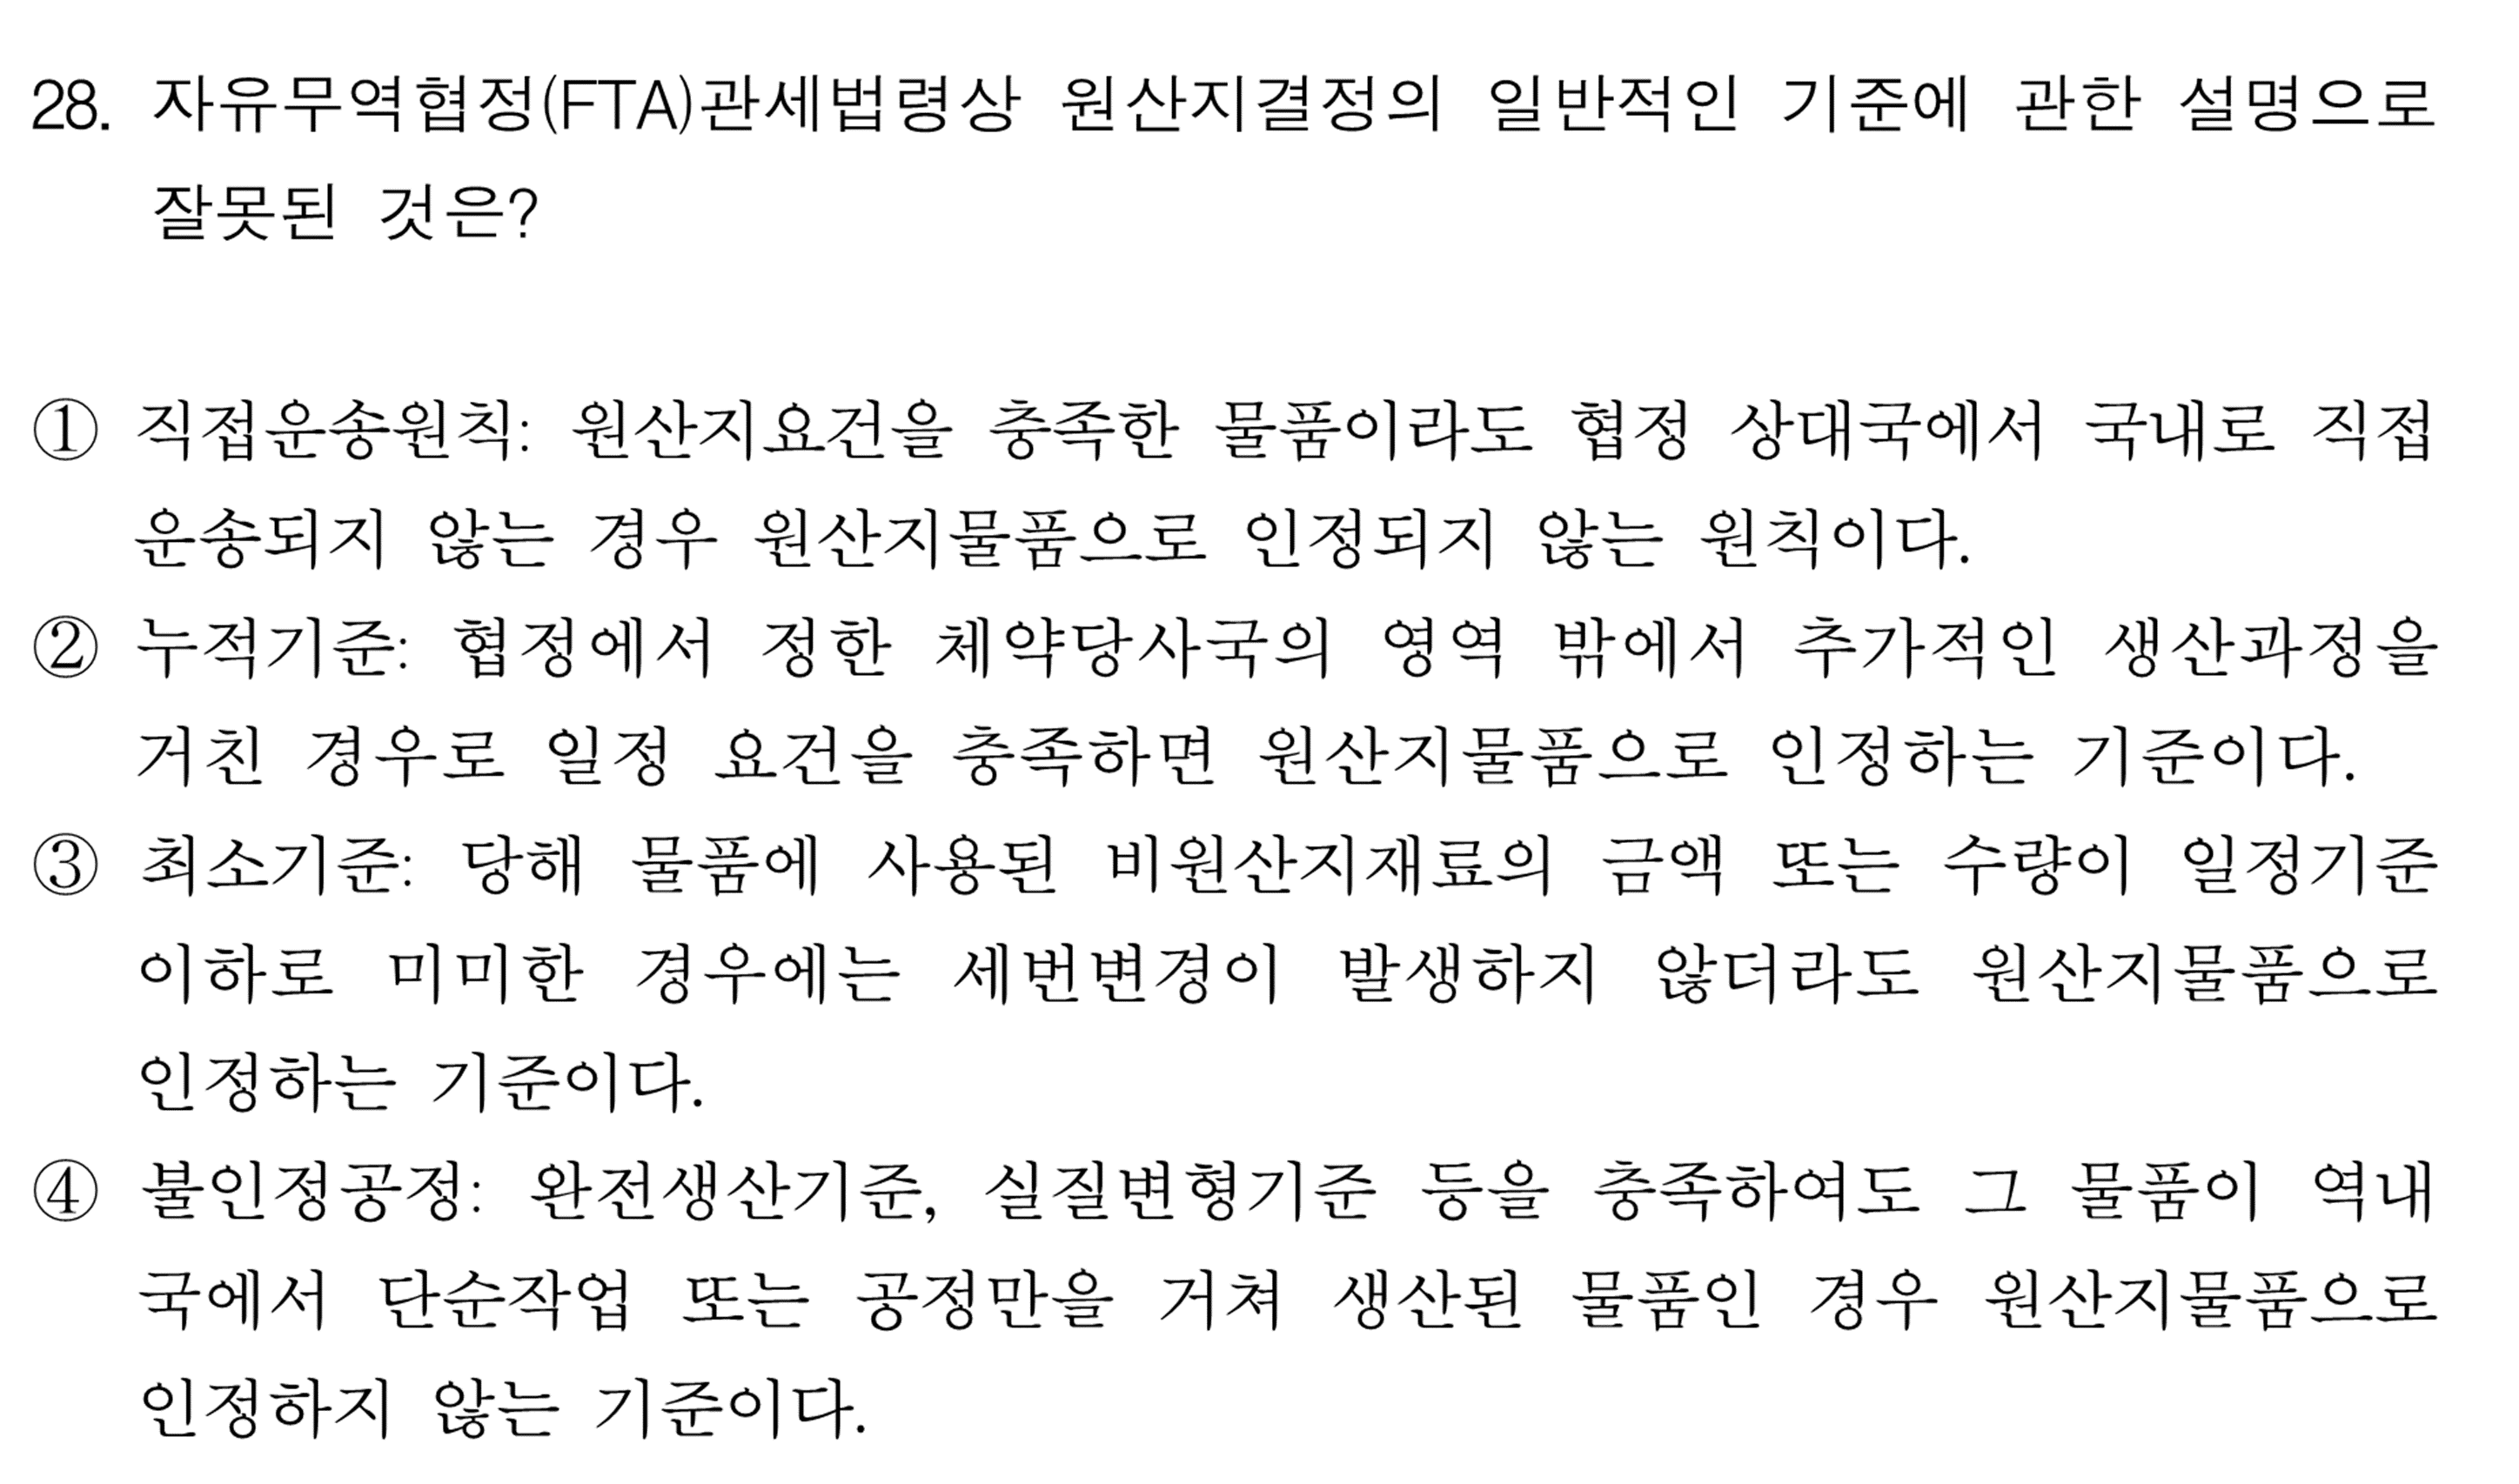 28. 자유무역협정(FTA)관세법령상 원산지결정의 일반적인 기준에 관한 설명으로
잘못된 것은?
① 직접운송원칙: 원산지요건을 충족한 물품이라도 협정 상대국에서 국내로 직접
운송되지 않는 경우 원산지물품으로 인정되지 않는 원칙이다.
② 누적기준: 협정에서 정한 체약당사국의 영역 밖에서 추가적인 생산과정을
거친 경우로 일정 요건을 충족하면 원산지물품으로 인정하는 기준이다.
③ 최소기준: 당해 물품에 사용된 비원산지재료의 금액 또는 수량이 일정기준
이하로 미미한 경우에는 세번변경이 발생하지 않더라도 원산지물품으로
인정하는 기준이다.
④ 불인정공정: 완전생산기준, 실질변형기준 등을 충족하여도 그 물품이 역내
국에서 단순작업 또는 공정만을 거쳐 생산된 물품인 경우 원산지물품으로
인정하지 않는 기준이다.